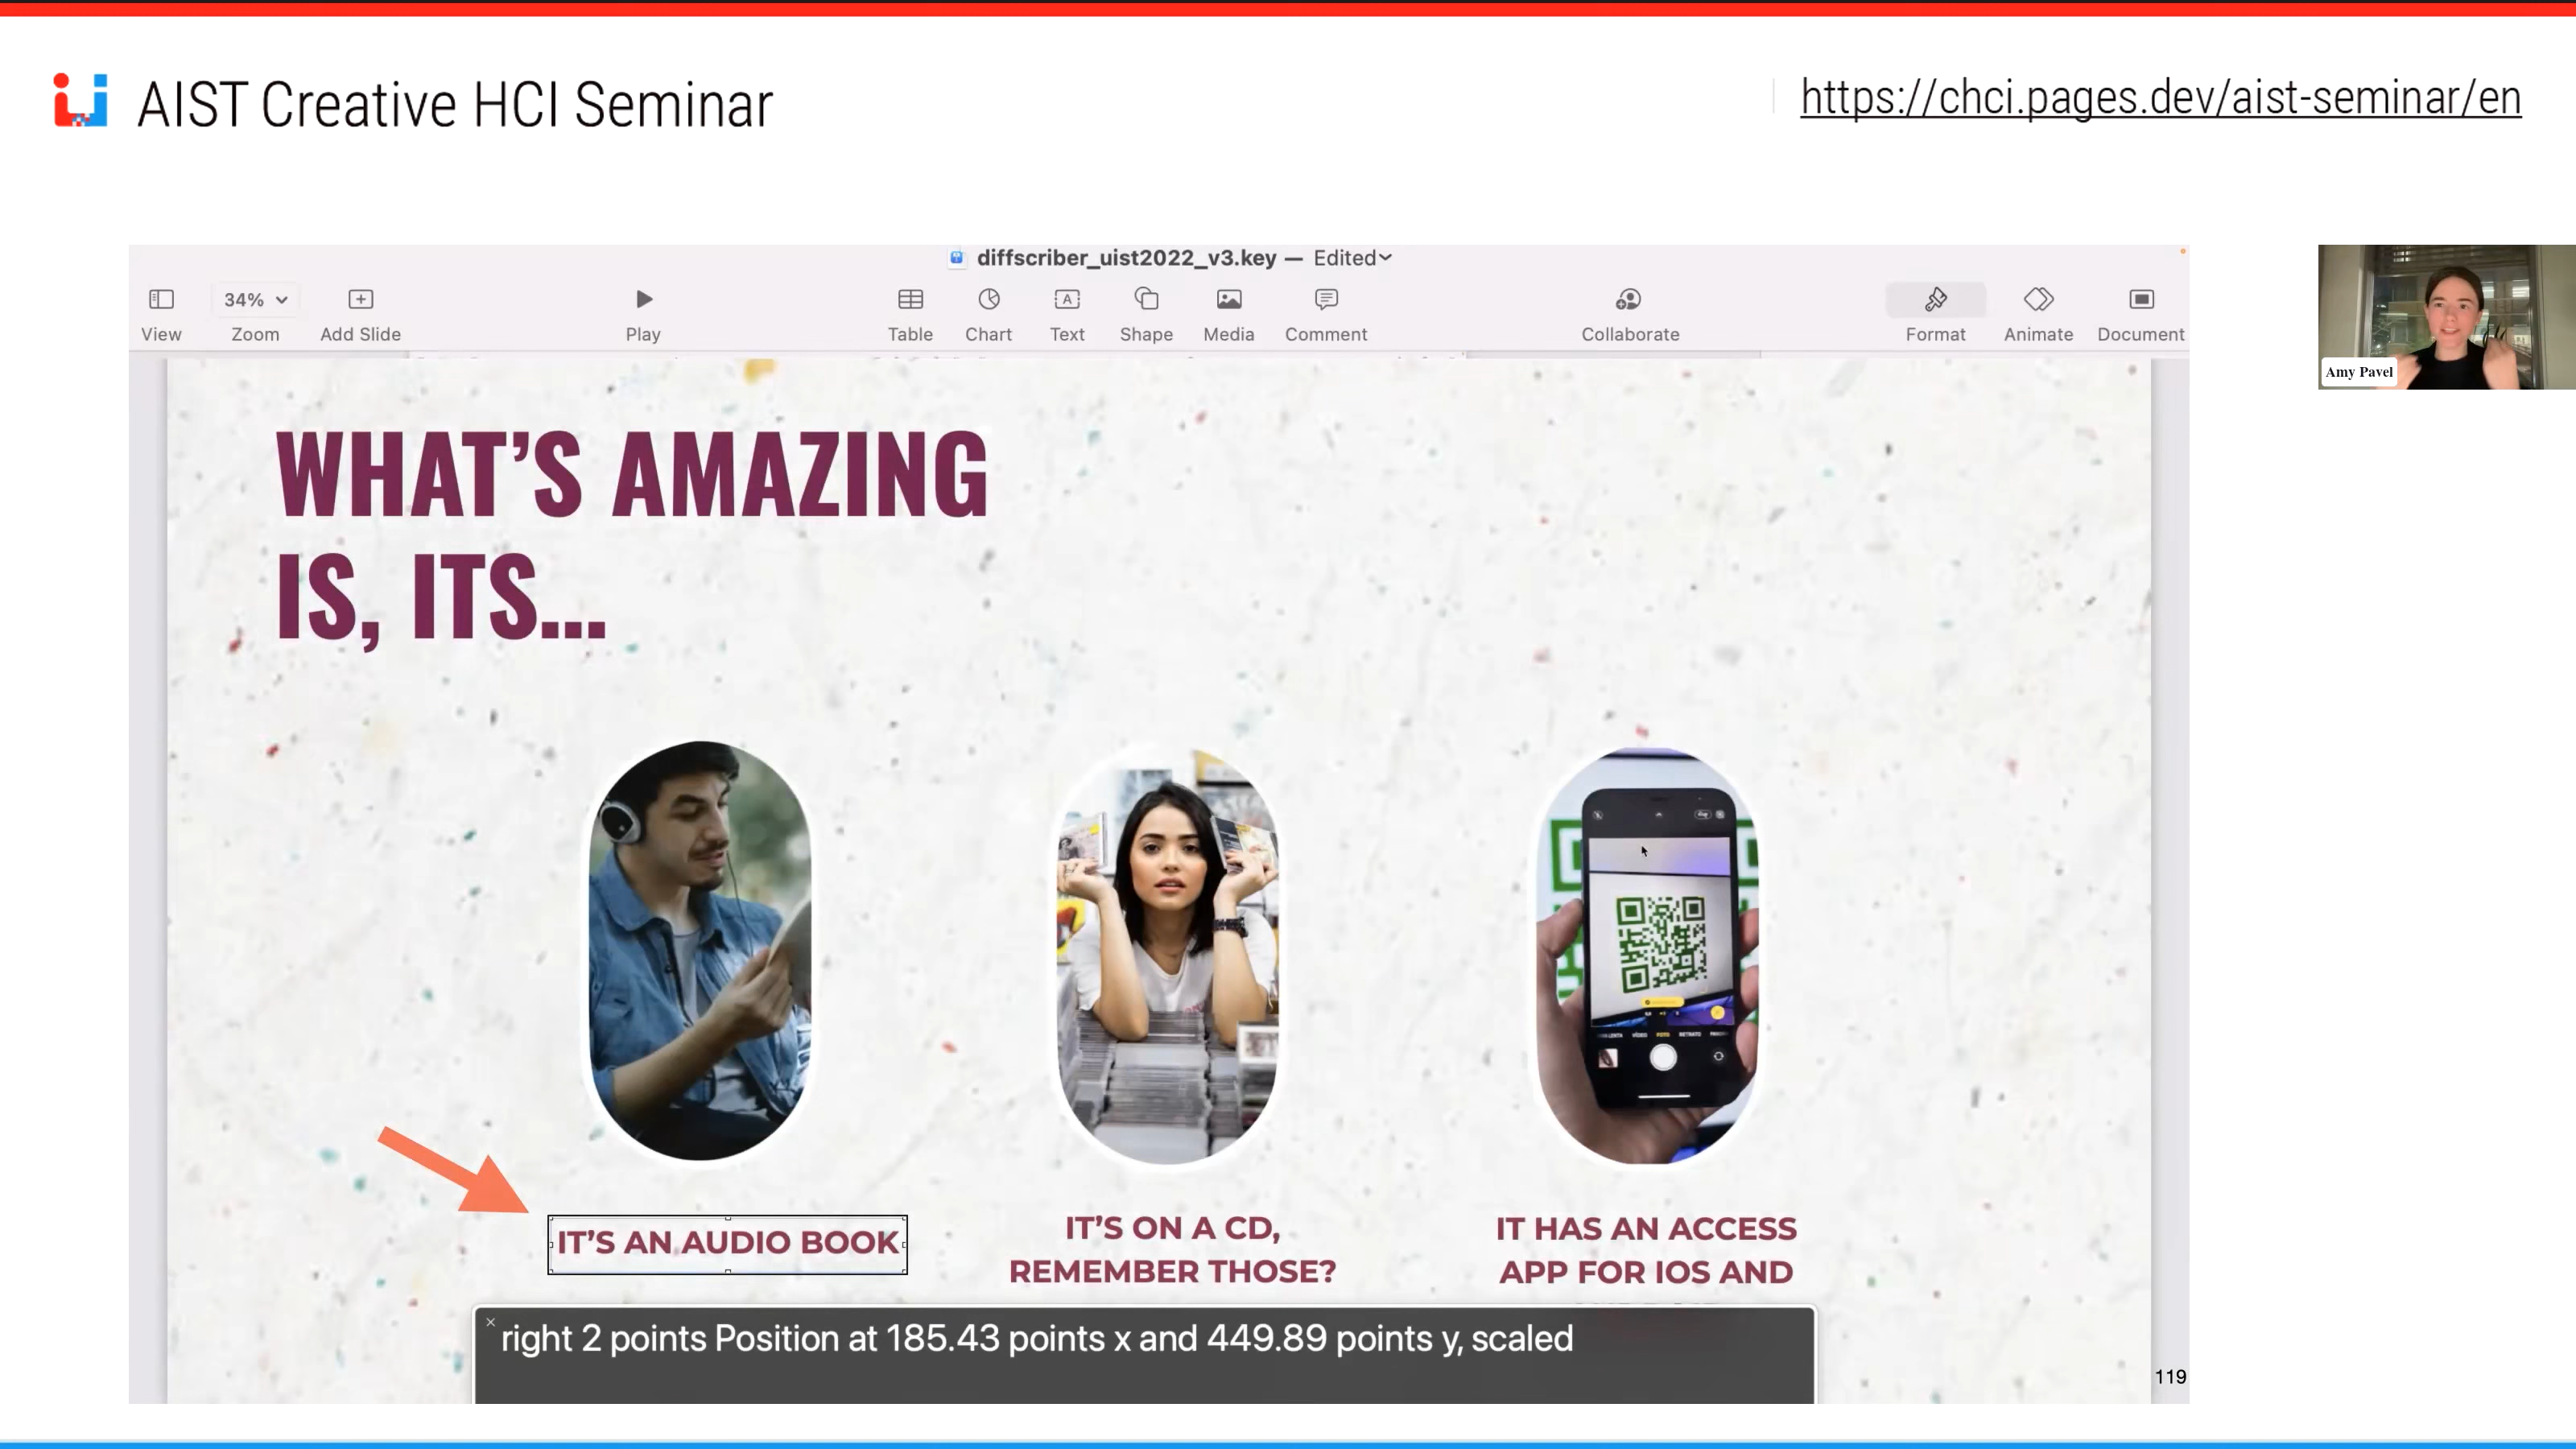 AIST Creative HCI Seminar
https://chci.pages.dev/aist-seminar/en
diffscriber_uist2022_v3.key — Edited
34%
View
Zoom
Add Slide
Play
Table
Chart
Text
Shape
Media
Comment
Collaborate
Format
Animate
Document
Amy Pavel
WHAT'S AMAZING
IS, ITS...
IT'S AN AUDIO BOOK
IT'S ON A CD,
REMEMBER THOSE?
IT HAS AN ACCESS
APP FOR IOS AND
right 2 points Position at 185.43 points x and 449.89 points y, scaled
119